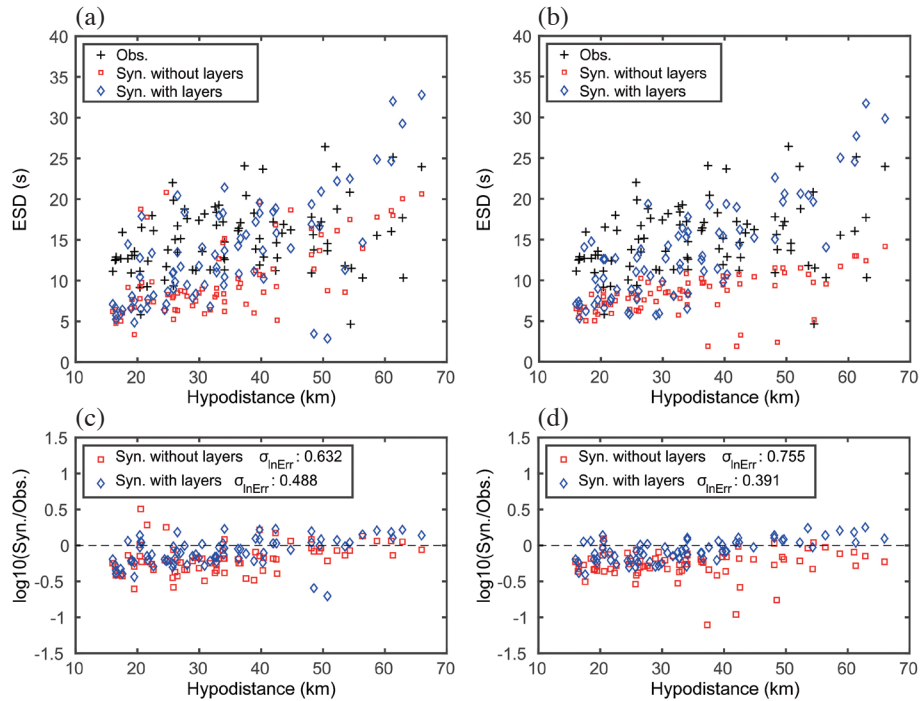 (a)
40
35
30
25
20
15
10
5
0
ESD (s)
Obs.
Syn. without layers
Syn. with layers
10 20 30 40 50 60 70
Hypodistance (km)
(b)
40
35
30
25
20
15
10
5
0
ESD (s)
Obs.
Syn. without layers
Syn. with layers
10 20 30 40 50 60 70
Hypodistance (km)
(c)
1.5
1
0.5
0
-0.5
-1
-1.5
log10(Syn./Obs.)
Syn. without layers σlnErr : 0.632
Syn. with layers σlnErr : 0.488
10 20 30 40 50 60 70
Hypodistance (km)
(d)
1.5
1
0.5
0
-0.5
-1
-1.5
log10(Syn./Obs.)
Syn. without layers σlnErr : 0.755
Syn. with layers σlnErr : 0.391
10 20 30 40 50 60 70
Hypodistance (km)